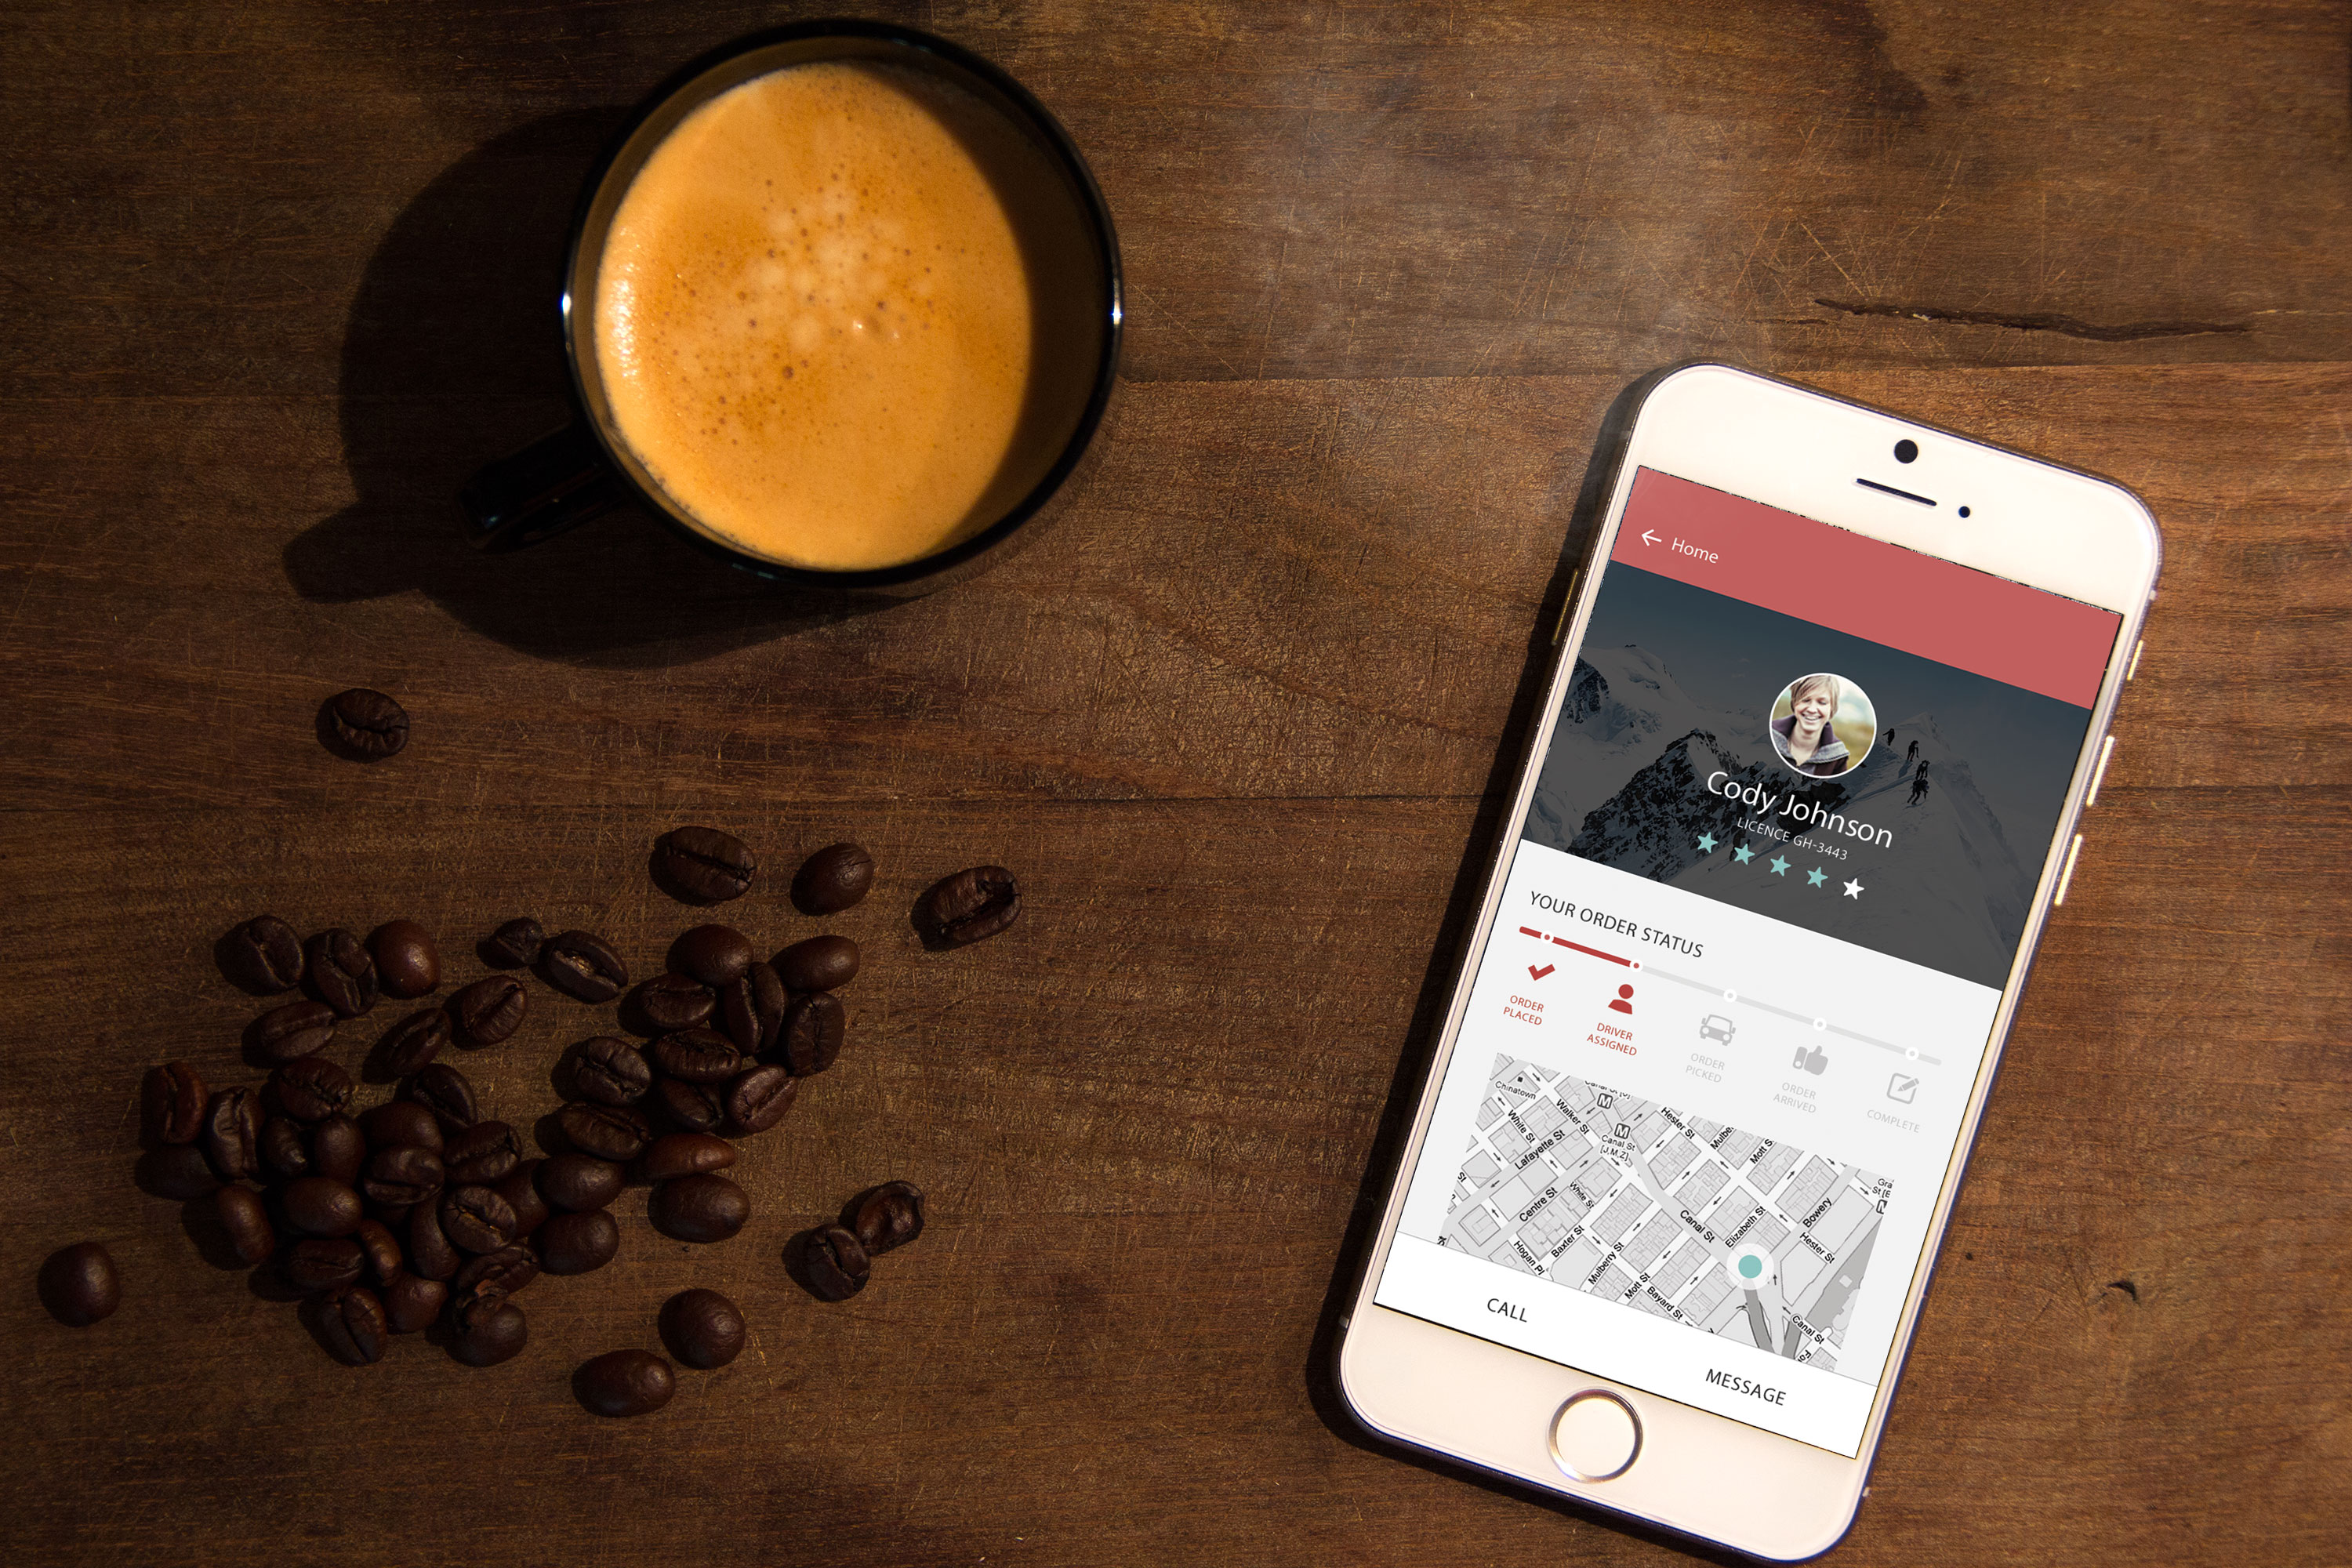 ← Home
Cody Johnson
LICENCE GH-3443
YOUR ORDER STATUS
ORDER
PLACED
DRIVER
ASSIGNED
ORDER
PICKED
ORDER
ARRIVED
COMPLETE
Chinatown
Walker St
White St
Lafayette St
M
M
Canal St
[J,M,Z]
Hester St
Mott S
White St
Centre St
Baxter St
Hogan Pl
Mulberry St
Mott St
Bayard St
Canal St
Elizabeth St
Bowery
Hester St
Canal St
CALL
MESSAGE